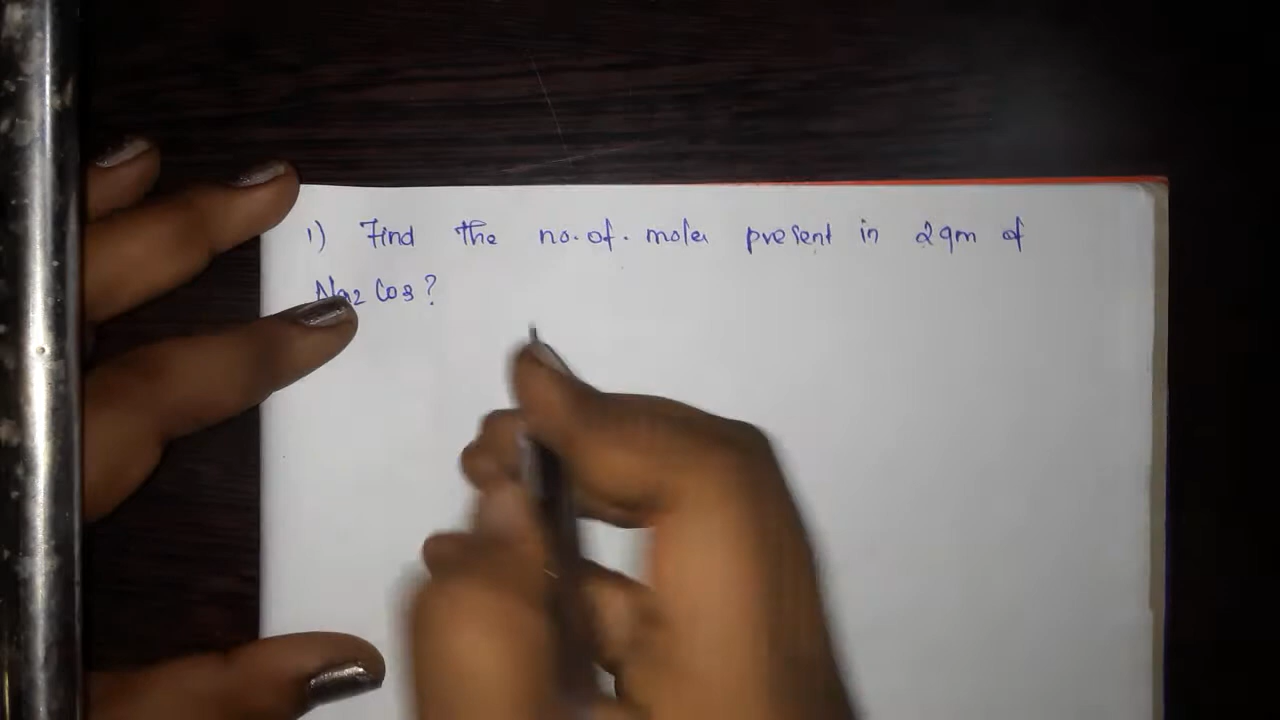 1) Find the no.of. moles present in 2gm of
Na2 CO3?